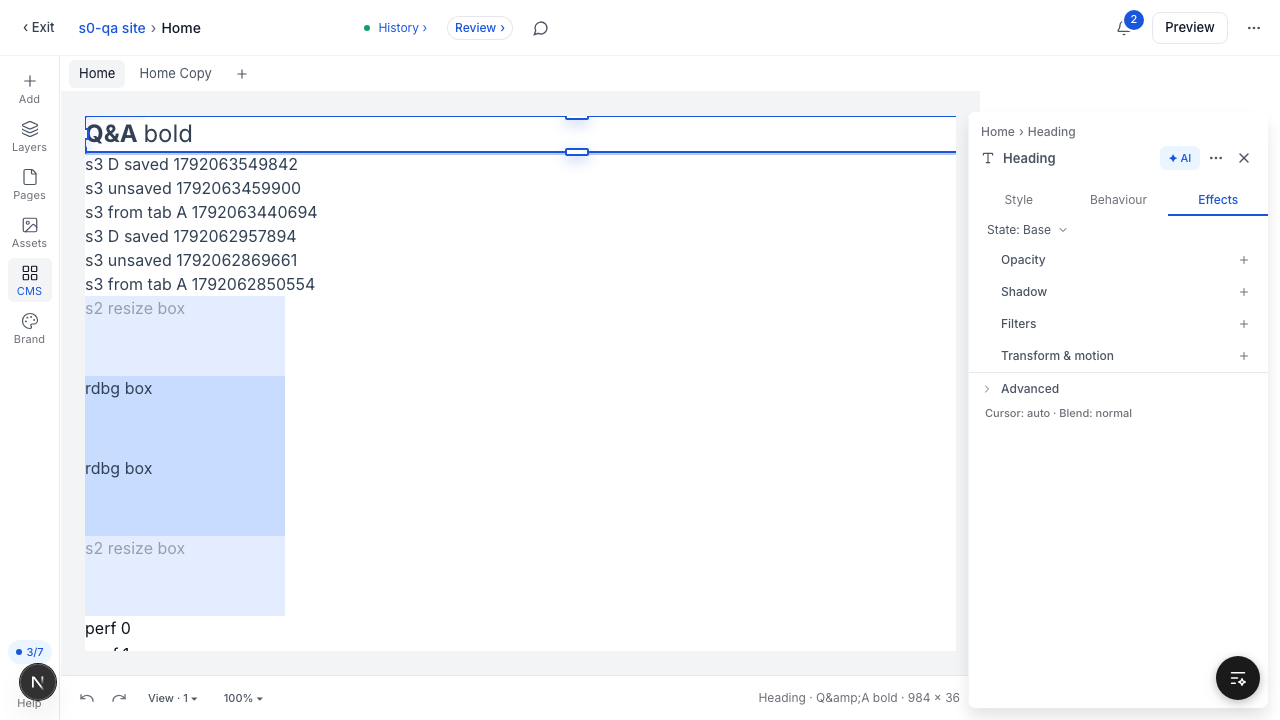 ‹ Exit
s0-qa site › Home
History ›
Review ›
2
Preview
Add
Layers
Pages
Assets
CMS
Brand
3/7
N
Help
Home
Home Copy
Q&A bold
s3 D saved 1792063549842
s3 unsaved 1792063459900
s3 from tab A 1792063440694
s3 D saved 1792062957894
s3 unsaved 1792062869661
s3 from tab A 1792062850554
s2 resize box
rdbg box
rdbg box
s2 resize box
perf 0
View · 1
100%
Heading · Q&amp;A bold · 984 × 36
Home › Heading
Heading
AI
Style
Behaviour
Effects
State: Base
Opacity
Shadow
Filters
Transform & motion
Advanced
Cursor: auto · Blend: normal